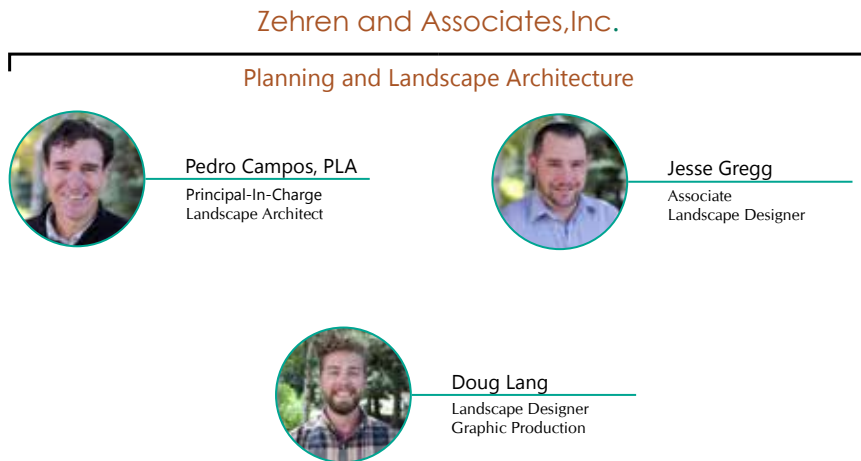 Zehren and Associates,Inc.
Planning and Landscape Architecture
Pedro Campos, PLA
Principal-In-Charge
Landscape Architect
Jesse Gregg
Associate
Landscape Designer
Doug Lang
Landscape Designer
Graphic Production